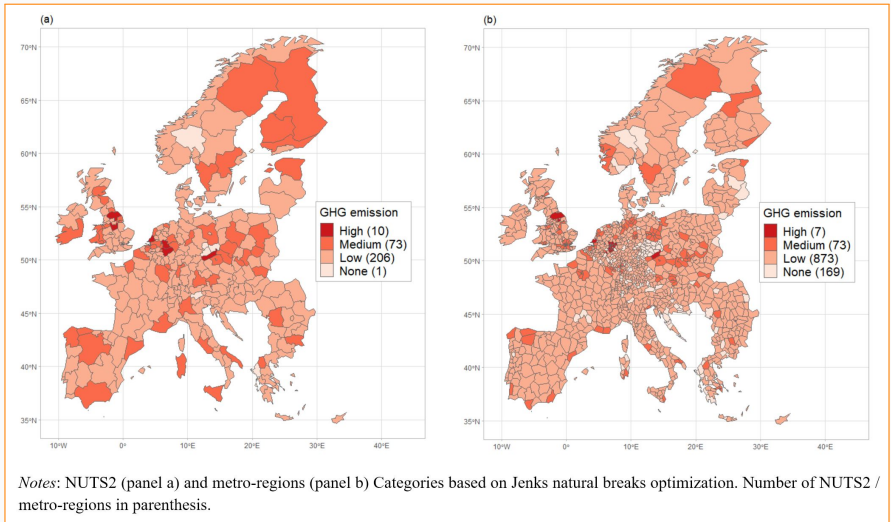 (a)
70°N
65°N
60°N
55°N
50°N
45°N
40°N
35°N
10°W 0° 10°E 20°E 30°E 40°E
GHG emission
High (10)
Medium (73)
Low (206)
None (1)
(b)
70°N
65°N
60°N
55°N
50°N
45°N
40°N
35°N
10°W 0° 10°E 20°E 30°E 40°E
GHG emission
High (7)
Medium (73)
Low (873)
None (169)
Notes: NUTS2 (panel a) and metro-regions (panel b) Categories based on Jenks natural breaks optimization. Number of NUTS2 /
metro-regions in parenthesis.